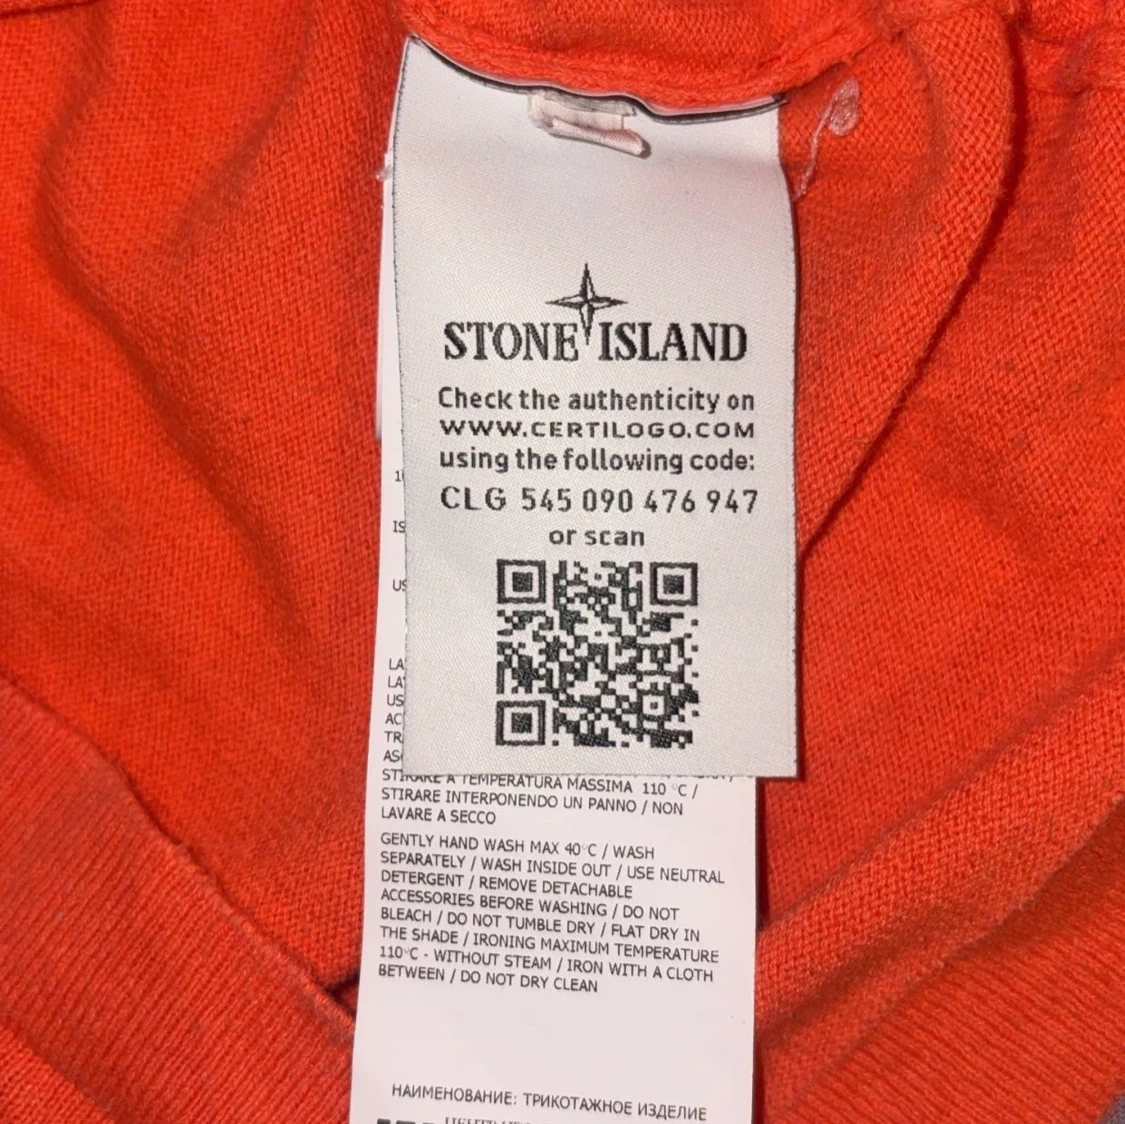 STONE ISLAND
Check the authenticity on
WWW.CERTILOGO.COM
using the following code:
CLG 545 090 476 947
or scan
STIRARE A TEMPERATURA MASSIMA 110 °C /
STIRARE INTERPONENDO UN PANNO / NON
LAVARE A SECCO
GENTLY HAND WASH MAX 40°C / WASH
SEPARATELY / WASH INSIDE OUT / USE NEUTRAL
DETERGENT / REMOVE DETACHABLE
ACCESSORIES BEFORE WASHING / DO NOT
BLEACH / DO NOT TUMBLE DRY / FLAT DRY IN
THE SHADE / IRONING MAXIMUM TEMPERATURE
110°C - WITHOUT STEAM / IRON WITH A CLOTH
BETWEEN / DO NOT DRY CLEAN
НАИМЕНОВАНИЕ: ТРИКОТАЖНОЕ ИЗДЕЛИЕ